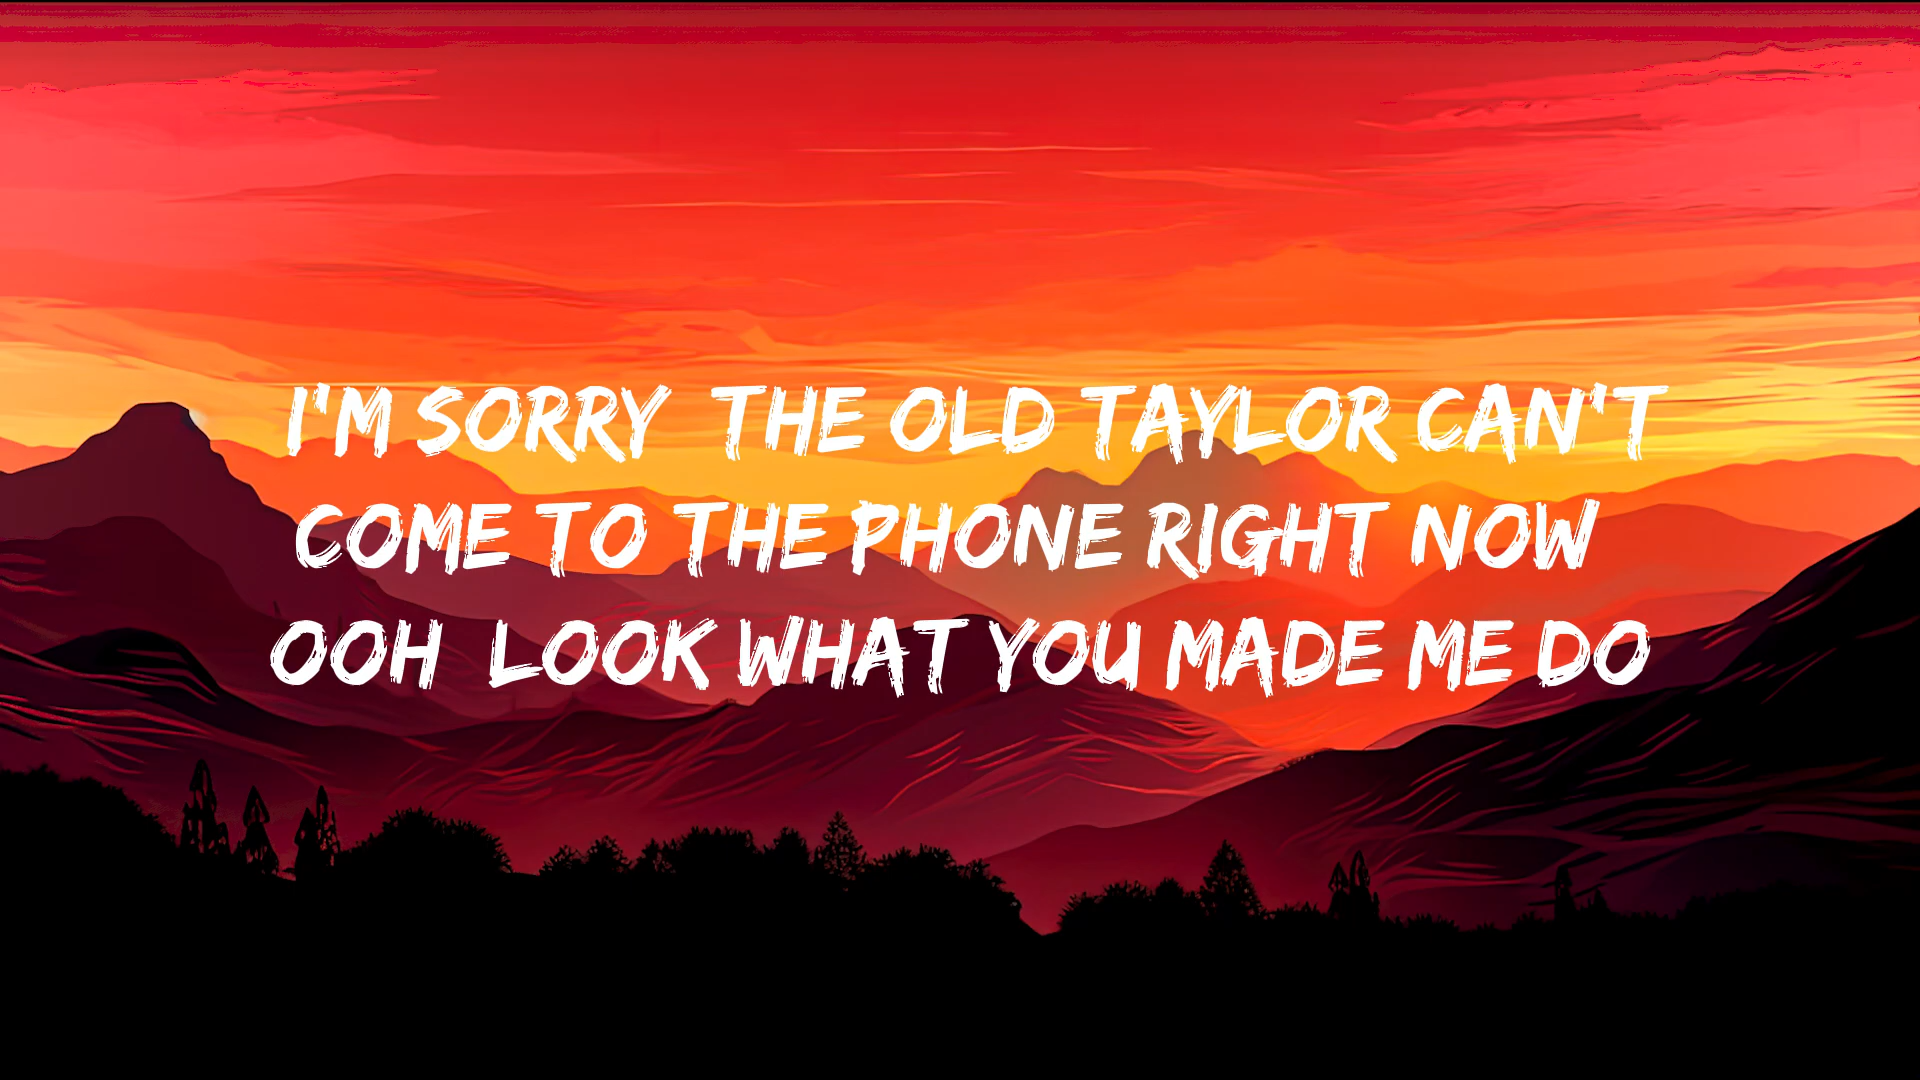 I'M SORRY THE OLD TAYLOR CAN'T
COME TO THE PHONE RIGHT NOW
OOH LOOK WHAT YOU MADE ME DO